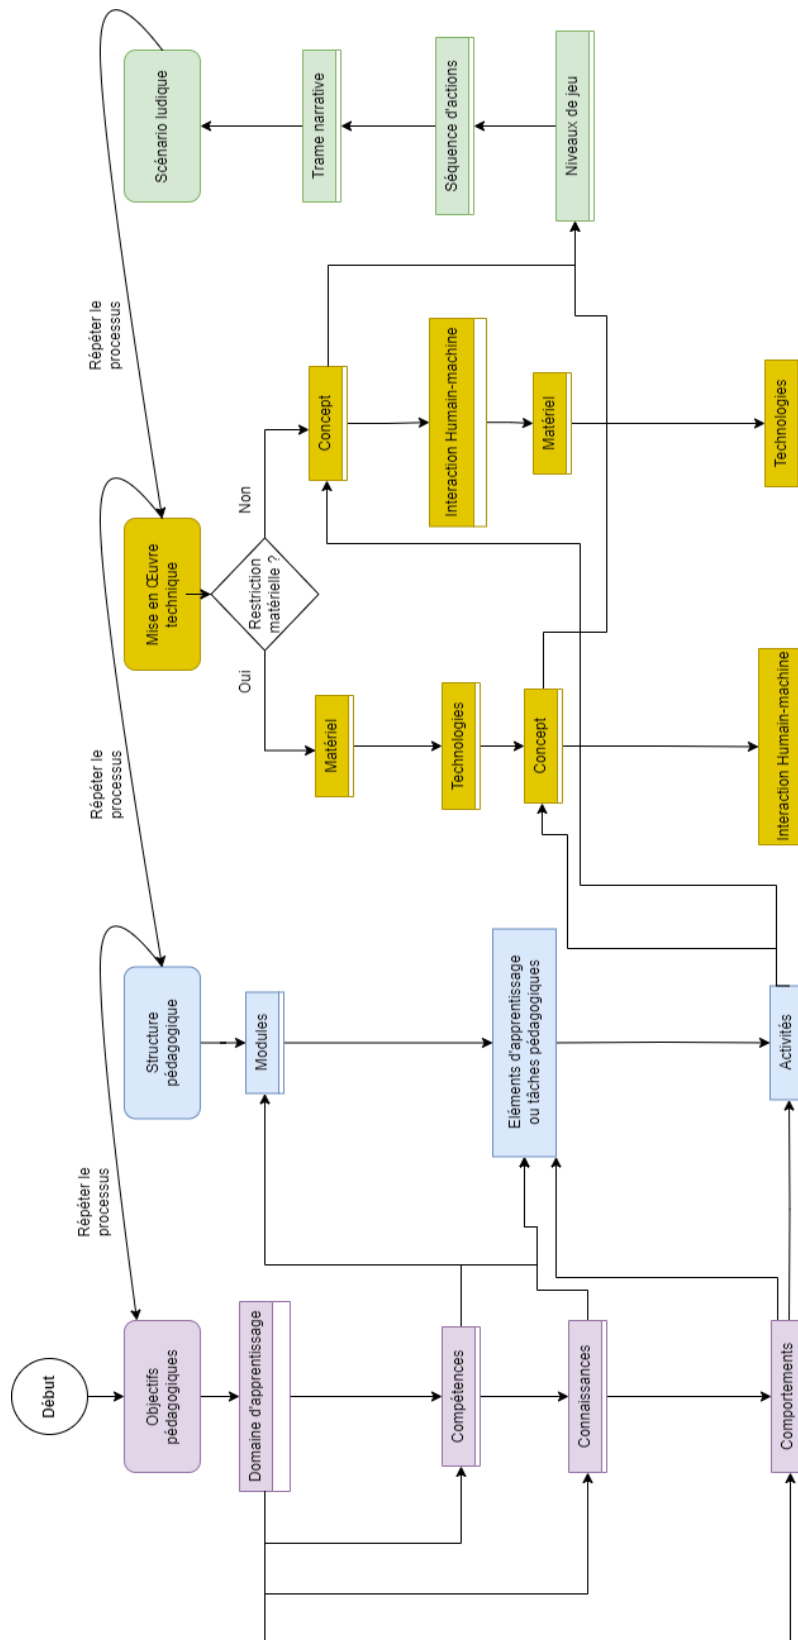 Début
Objectifs
pédagogiques
Domaine d'apprentissage
Compétences
Connaissances
Comportements
Répéter le
processus
Structure
pédagogique
Modules
Eléments d'apprentissage
ou tâches pédagogiques
Activités
Répéter le
processus
Mise en Œuvre
technique
Restriction
matérielle ?
Oui
Matériel
Technologies
Concept
Interaction Humain-machine
Non
Concept
Interaction Humain-machine
Matériel
Technologies
Répéter le
processus
Scénario ludique
Trame narrative
Séquence d'actions
Niveaux de jeu